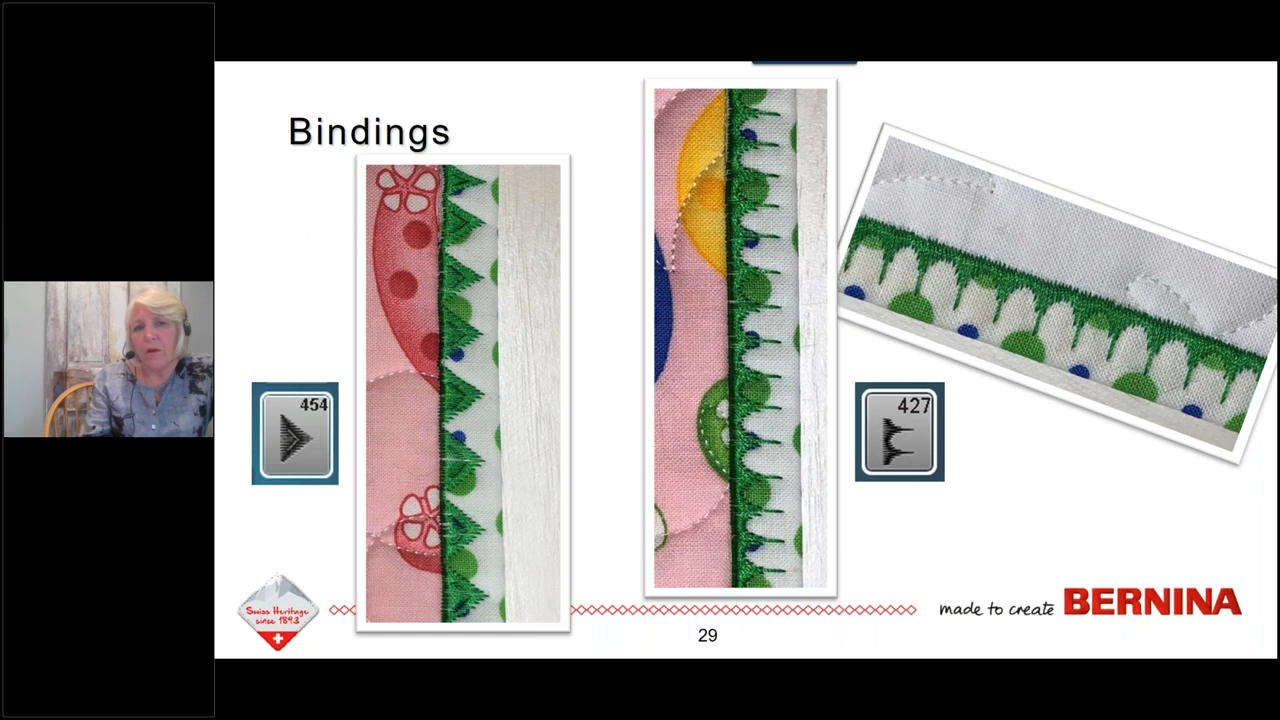 Bindings
454
427
Swiss Heritage
since 1893
made to create BERNINA
29